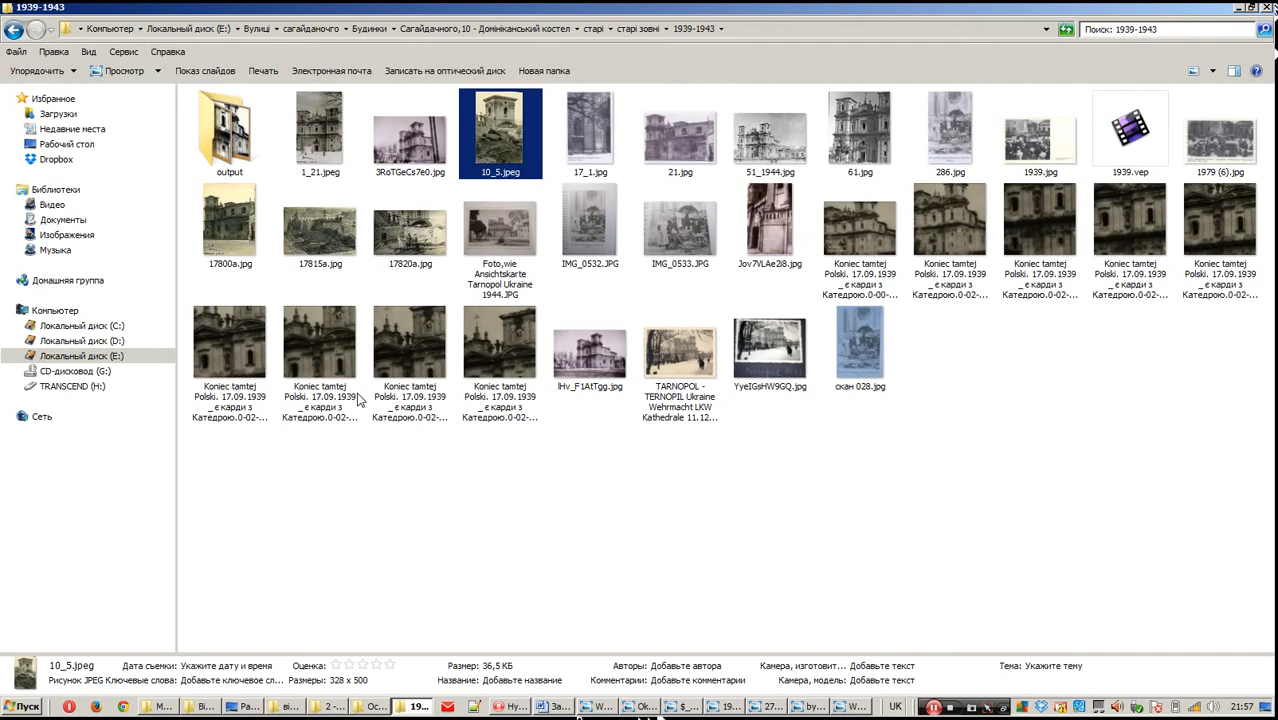 1939-1943
Компьютер ▸ Локальный диск (E:) ▸ Вулиці ▸ сагайданочго ▸ Будинки ▸ Сагайдачного,10 - Домініканський костел ▸ старі ▸ старі зовні ▸ 1939-1943
Поиск: 1939-1943
Файл Правка Вид Сервис Справка
Упорядочить Просмотр Показ слайдов Печать Электронная почта Записать на оптический диск Новая папка
Избранное
Загрузки
Недавние места
Рабочий стол
Dropbox
Библиотеки
Видео
Документы
Изображения
Музыка
Домашняя группа
Компьютер
Локальный диск (C:)
Локальный диск (D:)
Локальный диск (E:)
CD-дисковод (G:)
TRANSCEND (H:)
Сеть
output 1_21.jpeg 3RoTGeCs7e0.jpg 10_5.jpeg 17_1.jpg 21.jpg 51_1944.jpg 61.jpg 286.jpg 1939.jpg 1939.vep 1979 (6).jpg
17800a.jpg 17815a.jpg 17820a.jpg Foto,wie IMG_0532.JPG IMG_0533.JPG Jov7VLAe2i8.jpg Koniec tamtej Koniec tamtej Koniec tamtej Koniec tamtej Koniec tamtej
Ansichtskarte Polski. 17.09.1939 Polski. 17.09.1939 Polski. 17.09.1939 Polski. 17.09.1939 Polski. 17.09.1939
Tarnopol Ukraine _ є карди з _ є карди з _ є карди з _ є карди з _ є карди з
1944.JPG Катедрою.0-00-... Катедрою.0-02-... Катедрою.0-02-... Катедрою.0-02-... Катедрою.0-02-...
Koniec tamtej Koniec tamtej Koniec tamtej Koniec tamtej lHv_F1AtTgg.jpg TARNOPOL - YyeIGsHW9GQ.jpg скан 028.jpg
Polski. 17.09.1939 Polski. 17.09.1939 Polski. 17.09.1939 Polski. 17.09.1939 TERNOPIL Ukraine
_ є карди з _ є карди з _ є карди з _ є карди з Wehrmacht LKW
Катедрою.0-02-... Катедрою.0-02-... Катедрою.0-02-... Катедрою.0-02-... Kathedrale 11.12...
10_5.jpeg Дата съемки: Укажите дату и время Оценка: Размер: 36,5 КБ Авторы: Добавьте автора Камера, изготовит... Добавьте текст Тема: Укажите тему
Рисунок JPEG Ключевые слова: Добавьте ключевое сл... Размеры: 328 x 500 Название: Добавьте название Комментарии: Добавьте комментарии Камера, модель: Добавьте текст
Пуск M... Ві... Ра... ві... 2 -... Ос... 19... Ну... За... W... Ok... $_... 19... 27... by... W... UK 21:57